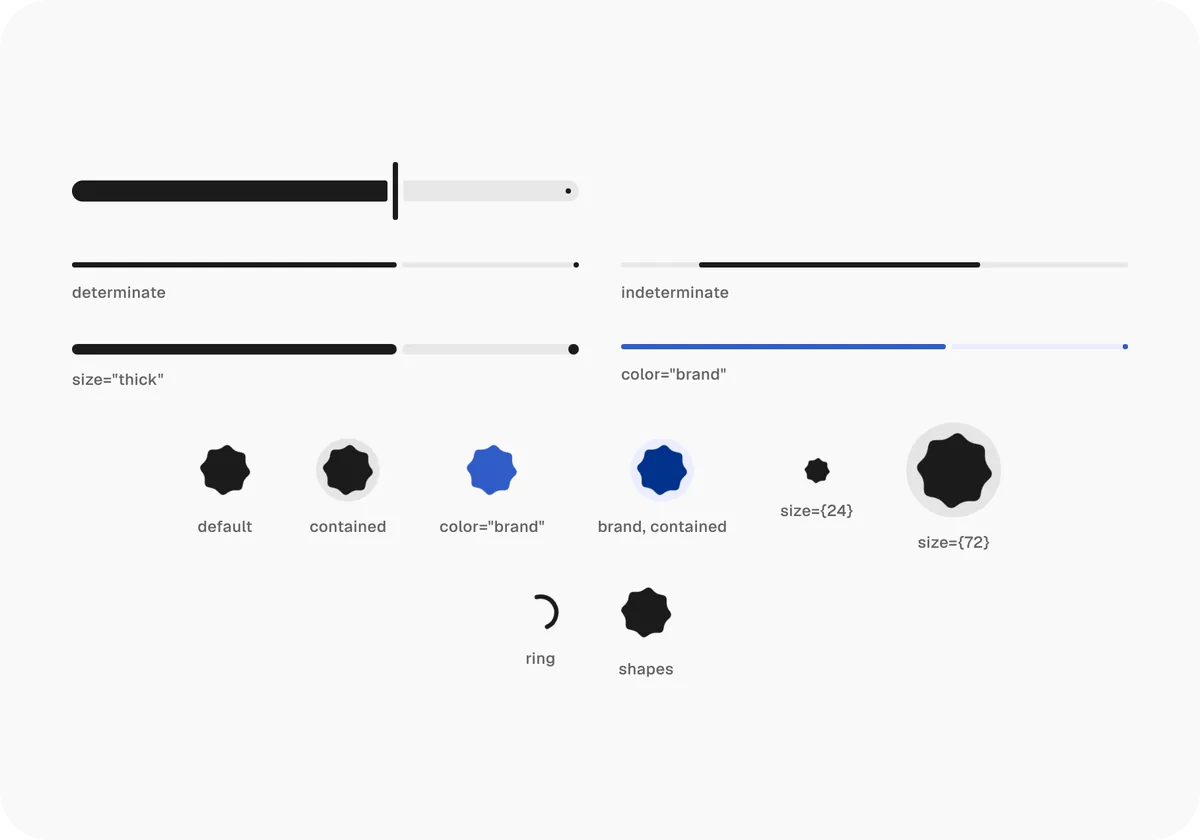 determinate
indeterminate
size="thick"
color="brand"
default
contained
color="brand"
brand, contained
size={24}
size={72}
ring
shapes